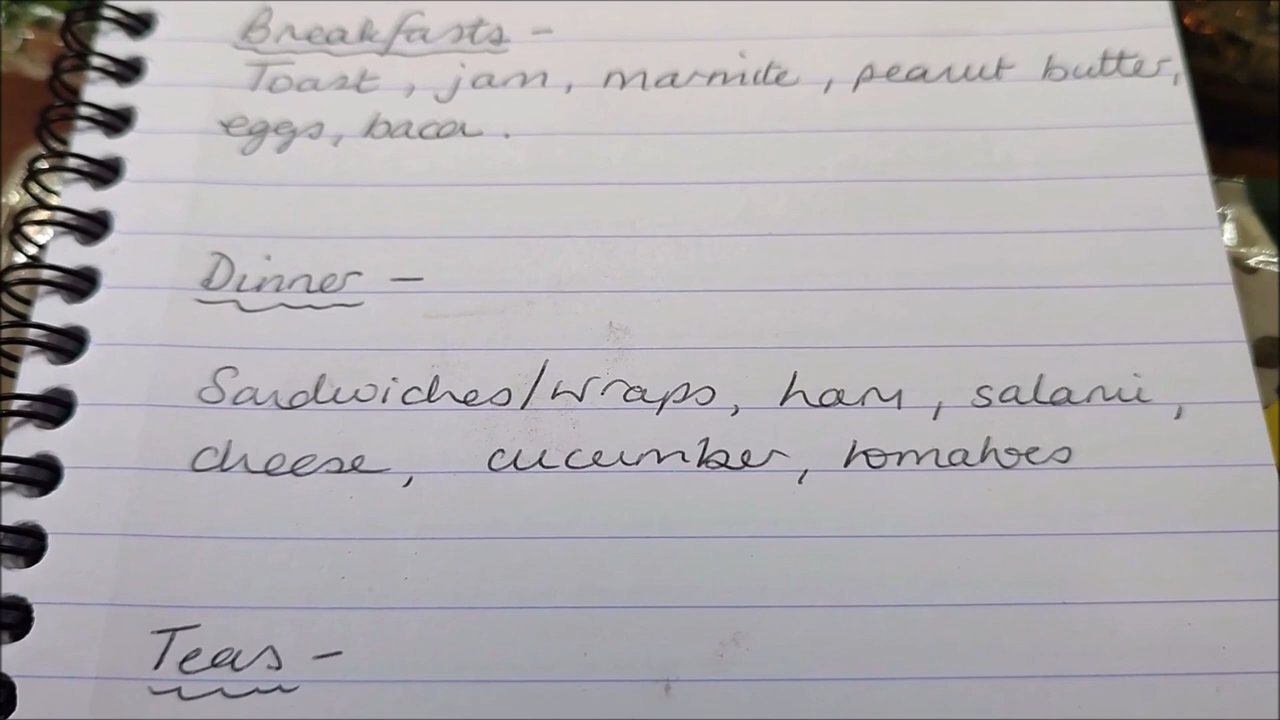 Breakfasts -
Toast, jam, marmite, peanut butter,
eggs, bacon.
Dinner -
Sandwiches/wraps, ham, salami,
cheese, cucumber, tomatoes
Teas -